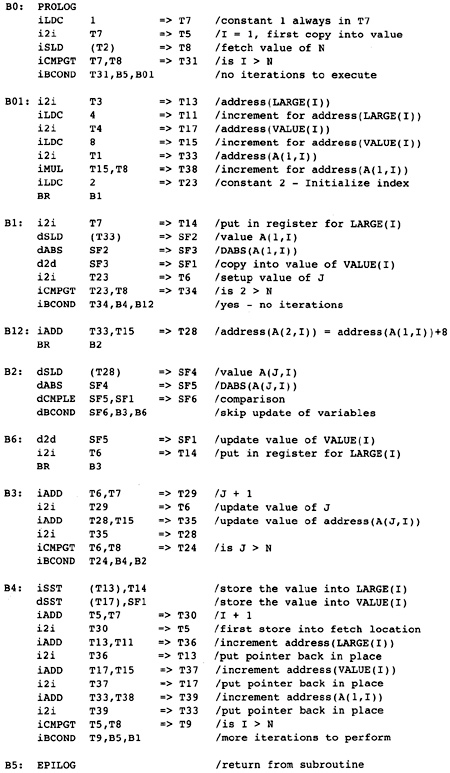 B0: PROLOG
iLDC 1 => T7 /constant 1 always in T7
i2i T7 => T5 /I = 1, first copy into value
iSLD (T2) => T8 /fetch value of N
iCMPGT T7,T8 => T31 /is I > N
iBCOND T31,B5,B01 /no iterations to execute
B01: i2i T3 => T13 /address(LARGE(I))
iLDC 4 => T11 /increment for address(LARGE(I))
i2i T4 => T17 /address(VALUE(I))
iLDC 8 => T15 /increment for address(VALUE(I))
i2i T1 => T33 /address(A(1,I))
iMUL T15,T8 => T38 /increment for address(A(1,I))
iLDC 2 => T23 /constant 2 - Initialize index
BR B1
B1: i2i T7 => T14 /put in register for LARGE(I)
dSLD (T33) => SF2 /value A(1,I)
dABS SF2 => SF3 /DABS(A(1,I))
d2d SF3 => SF1 /copy into value of VALUE(I)
i2i T23 => T6 /setup value of J
iCMPGT T23,T8 => T34 /is 2 > N
iBCOND T34,B4,B12 /yes - no iterations
B12: iADD T33,T15 => T28 /address(A(2,I)) = address(A(1,I))+8
BR B2
B2: dSLD (T28) => SF4 /value A(J,I)
dABS SF4 => SF5 /DABS(A(J,I))
dCMPLE SF5,SF1 => SF6 /comparison
dBCOND SF6,B3,B6 /skip update of variables
B6: d2d SF5 => SF1 /update value of VALUE(I)
i2i T6 => T14 /put in register for LARGE(I)
BR B3
B3: iADD T6,T7 => T29 /J + 1
i2i T29 => T6 /update value of J
iADD T28,T15 => T35 /update value of address(A(J,I))
i2i T35 => T28
iCMPGT T6,T8 => T24 /is J > N
iBCOND T24,B4,B2
B4: iSST (T13),T14 /store the value into LARGE(I)
dSST (T17),SF1 /store the value into VALUE(I)
iADD T5,T7 => T30 /I + 1
i2i T30 => T5 /first store into fetch location
iADD T13,T11 => T36 /increment address(LARGE(I))
i2i T36 => T13 /put pointer back in place
iADD T17,T15 => T37 /increment address(VALUE(I))
i2i T37 => T17 /put pointer back in place
iADD T33,T38 => T39 /increment address(A(1,I))
i2i T39 => T33 /put pointer back in place
iCMPGT T5,T8 => T9 /is I > N
iBCOND T9,B5,B1 /more iterations to perform
B5: EPILOG /return from subroutine